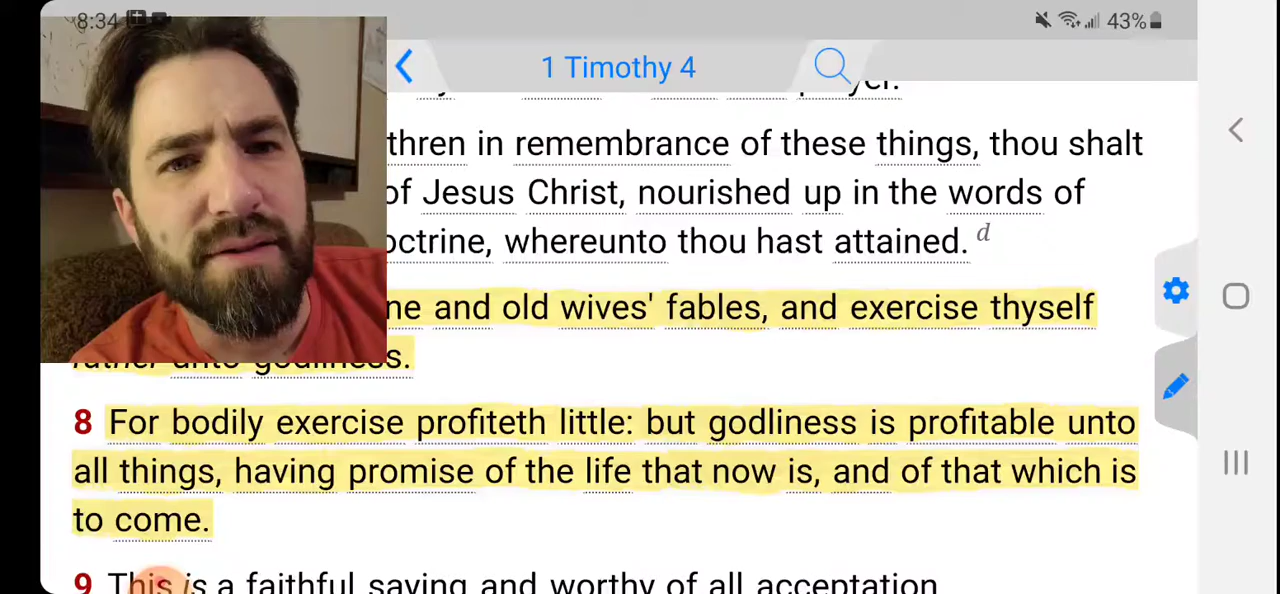 8:34
43%
1 Timothy 4
thren in remembrance of these things, thou shalt
of Jesus Christ, nourished up in the words of
octrine, whereunto thou hast attained. d
ne and old wives' fables, and exercise thyself
rather unto godliness.
8 For bodily exercise profiteth little: but godliness is profitable unto
all things, having promise of the life that now is, and of that which is
to come.
9 This is a faithful saying and worthy of all acceptation